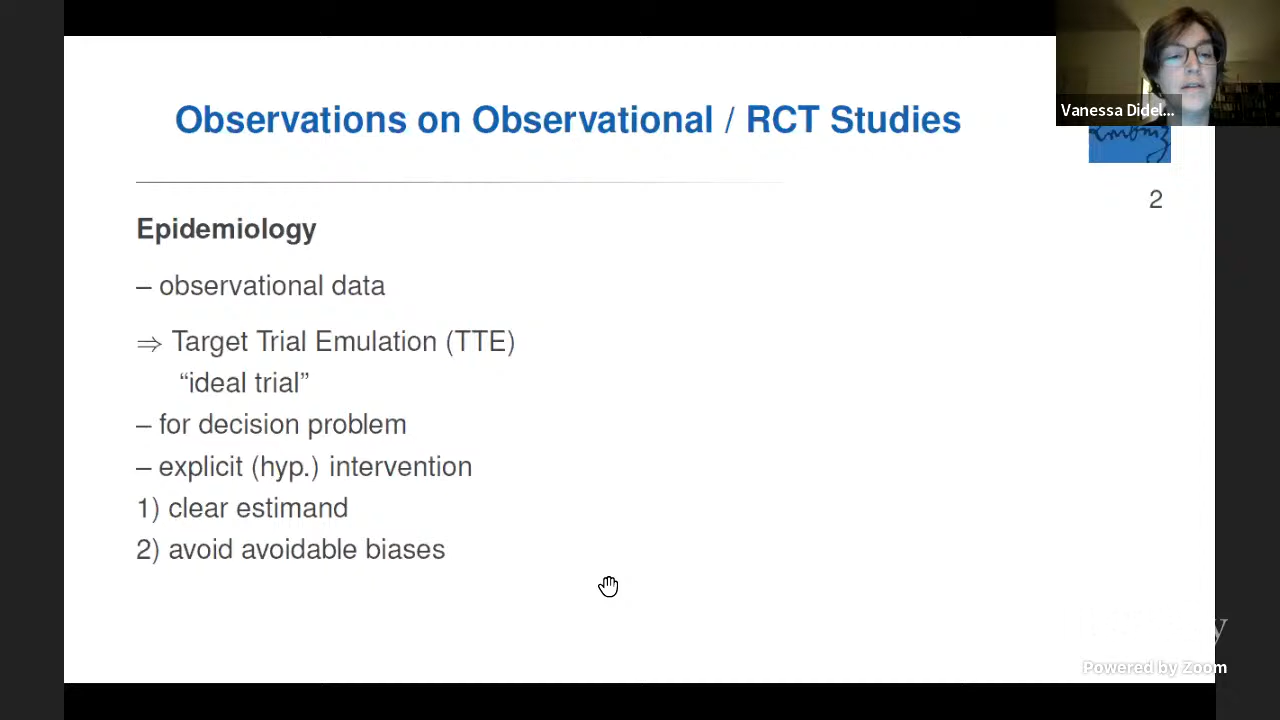 Observations on Observational / RCT Studies
Vanessa Didel...
2
Epidemiology
– observational data
⇒ Target Trial Emulation (TTE)
“ideal trial”
– for decision problem
– explicit (hyp.) intervention
1) clear estimand
2) avoid avoidable biases
Powered by Zoom